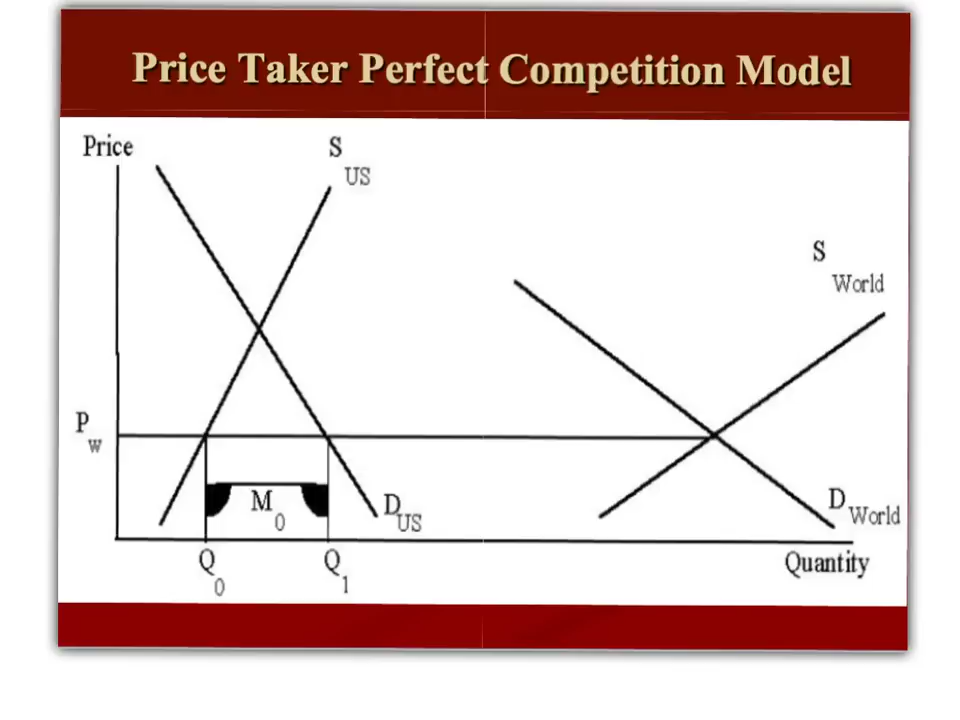 Price Taker Perfect Competition Model
Price
S
US
S
World
P
W
M
0
D
US
D
World
Q
0
Q
1
Quantity